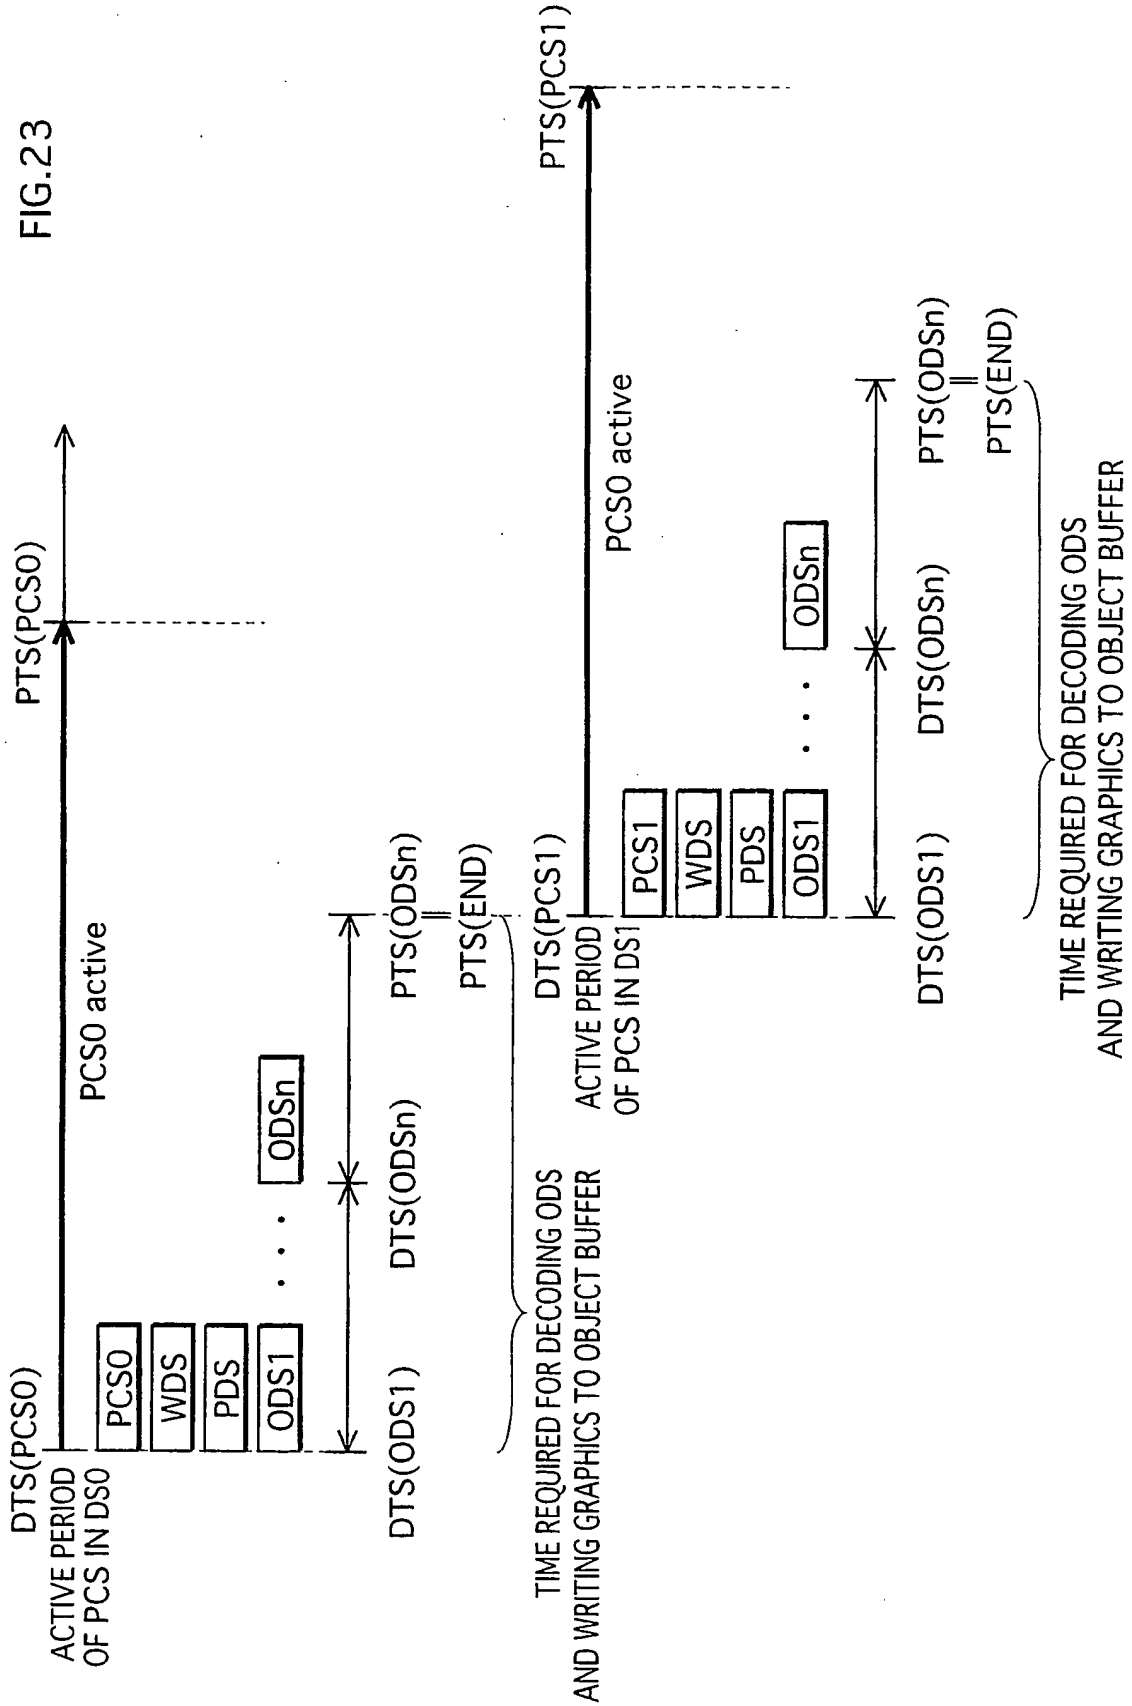 FIG.23
DTS(PCS0)
PTS(PCS0)
ACTIVE PERIOD
OF PCS IN DS0
PCS0 active
PCS0
WDS
PDS
ODS1
. . .
ODSn
DTS(ODS1)
DTS(ODSn)
PTS(ODSn)
=
PTS(END)
TIME REQUIRED FOR DECODING ODS
AND WRITING GRAPHICS TO OBJECT BUFFER
DTS(PCS1)
PTS(PCS1)
ACTIVE PERIOD
OF PCS IN DS1
PCS0 active
PCS1
WDS
PDS
ODS1
. . .
ODSn
DTS(ODS1)
DTS(ODSn)
PTS(ODSn)
=
PTS(END)
TIME REQUIRED FOR DECODING ODS
AND WRITING GRAPHICS TO OBJECT BUFFER